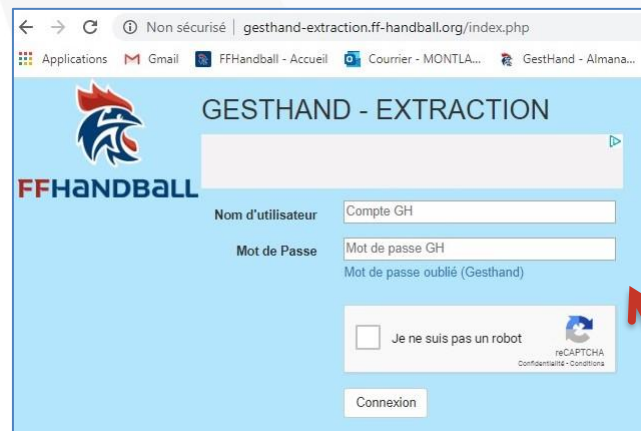 Non sécurisé | gesthand-extraction.ff-handball.org/index.php
Applications Gmail FFHandball - Accueil Courrier - MONTLA... GestHand - Almana...
GESTHAND - EXTRACTION
FFHANDBALL
Nom d'utilisateur Compte GH
Mot de Passe Mot de passe GH
Mot de passe oublié (Gesthand)
Je ne suis pas un robot
reCAPTCHA
Confidentialité - Conditions
Connexion